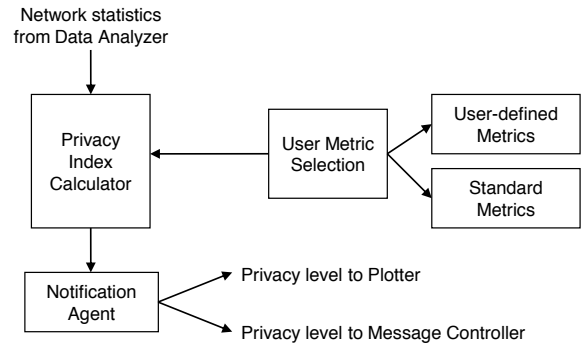 Network statistics
from Data Analyzer
Privacy
Index
Calculator
User Metric
Selection
User-defined
Metrics
Standard
Metrics
Notification
Agent
Privacy level to Plotter
Privacy level to Message Controller